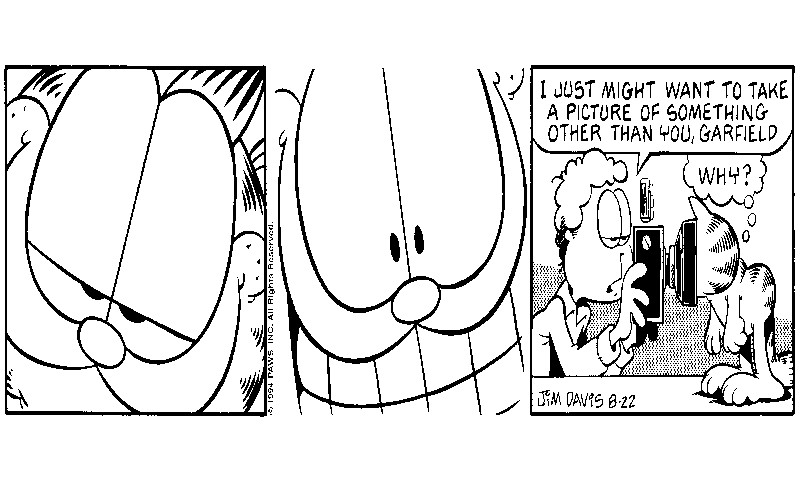 © 1994 PAWS, INC. All Rights Reserved.
I JUST MIGHT WANT TO TAKE
A PICTURE OF SOMETHING
OTHER THAN YOU, GARFIELD
WHY?
JIM DAVIS 8-22